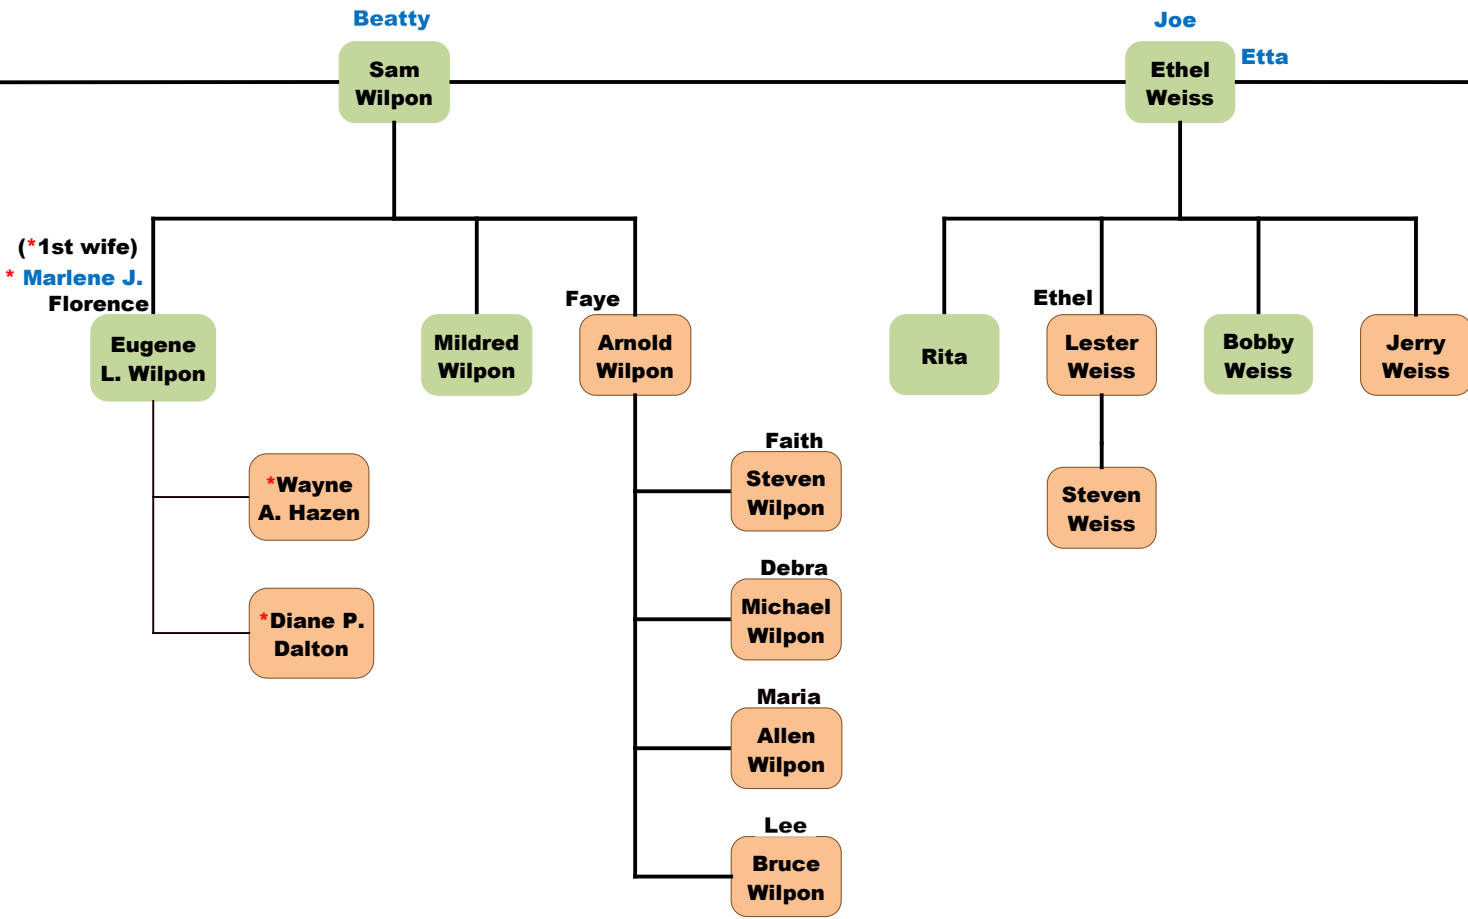 Beatty
Joe
Sam
Wilpon
Ethel
Weiss
Etta
(*1st wife)
* Marlene J.
Florence
Eugene
L. Wilpon
Mildred
Wilpon
Faye
Arnold
Wilpon
Rita
Ethel
Lester
Weiss
Bobby
Weiss
Jerry
Weiss
*Wayne
A. Hazen
*Diane P.
Dalton
Faith
Steven
Wilpon
Debra
Michael
Wilpon
Maria
Allen
Wilpon
Lee
Bruce
Wilpon
Steven
Weiss